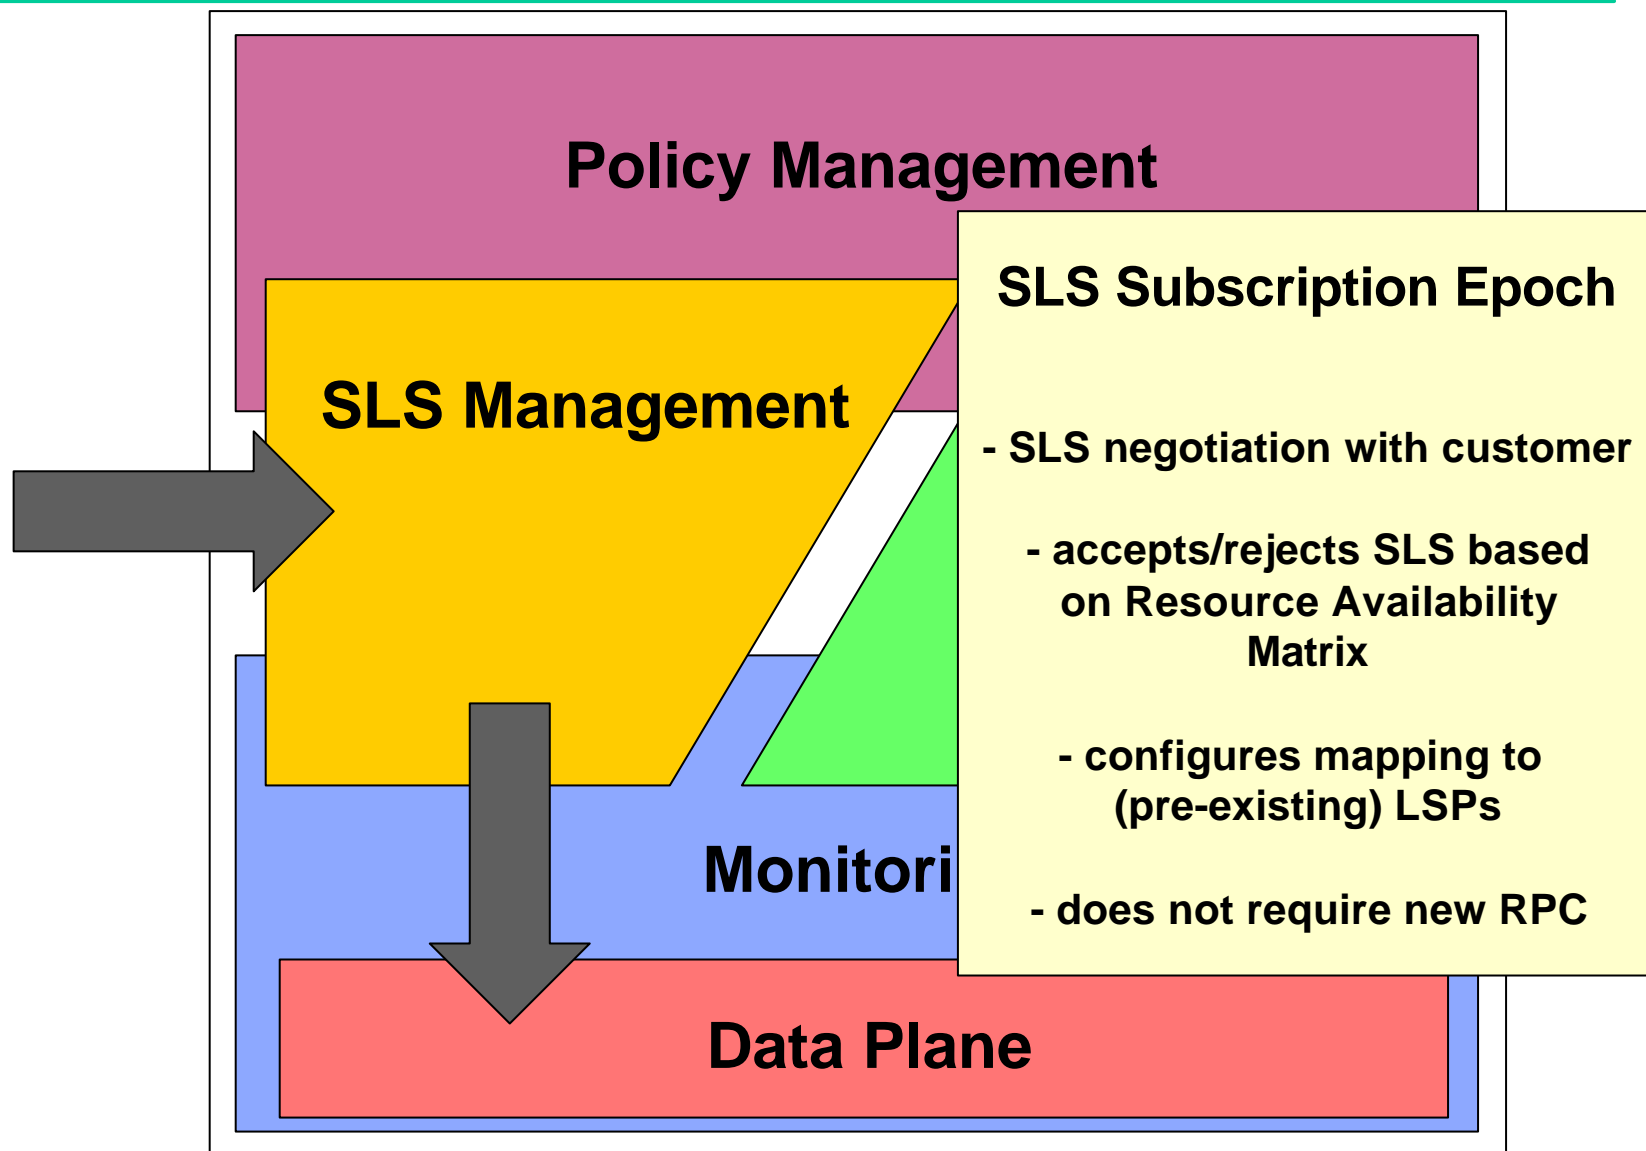 Policy Management
SLS Subscription Epoch
SLS Management
- SLS negotiation with customer
- accepts/rejects SLS based
on Resource Availability
Matrix
- configures mapping to
(pre-existing) LSPs
Monitori
- does not require new RPC
Data Plane